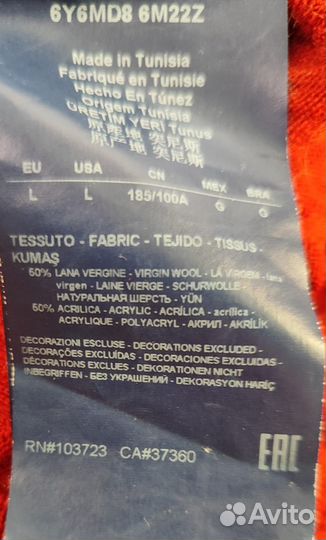 6Y6MD8 6M22Z
Made in Tunisia
Fabriqué en Tunisie
Hecho En Túnez
Origem Tunisia
ÜRETİM YERİ Tunus
原産地 突尼斯
原产地 突尼斯
EU USA CN MEX BRA
L L 185/100A G G
TESSUTO - FABRIC - TEJIDO - TISSUS -
KUMAŞ
50% LANA VERGINE - VIRGIN WOOL - LA VIRGEM - lana
virgen - LAINE VIERGE - SCHURWOLLE -
НАТУРАЛЬНАЯ ШЕРСТЬ - YÜN
50% ACRILICA - ACRYLIC - ACRÍLICA - acrílica -
ACRYLIQUE - POLYACRYL - АКРИЛ - AKRİLİK
DECORAZIONI ESCLUSE - DECORATIONS EXCLUDED -
DECORAÇÕES EXCLUÍDAS - DECORACIONES EXCLUIDAS -
DÉCORATIONS EXCLUES - DEKORATIONEN NICHT
INBEGRIFFEN - БЕЗ УКРАШЕНИЙ - DEKORASYON HARİÇ
RN#103723 CA#37360 EAC
Avito